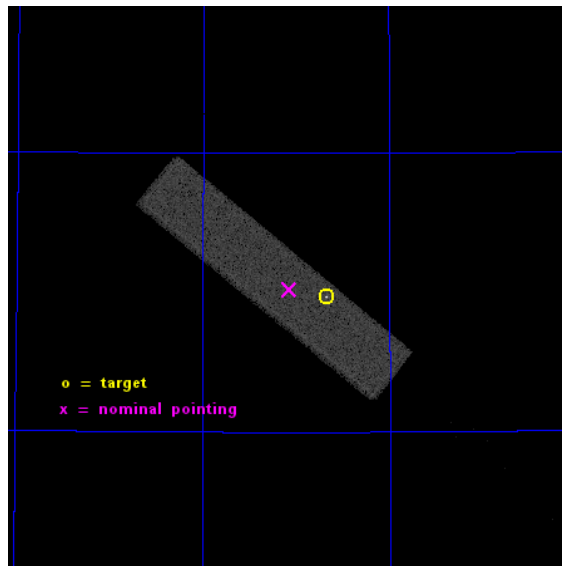 o = target
x = nominal pointing